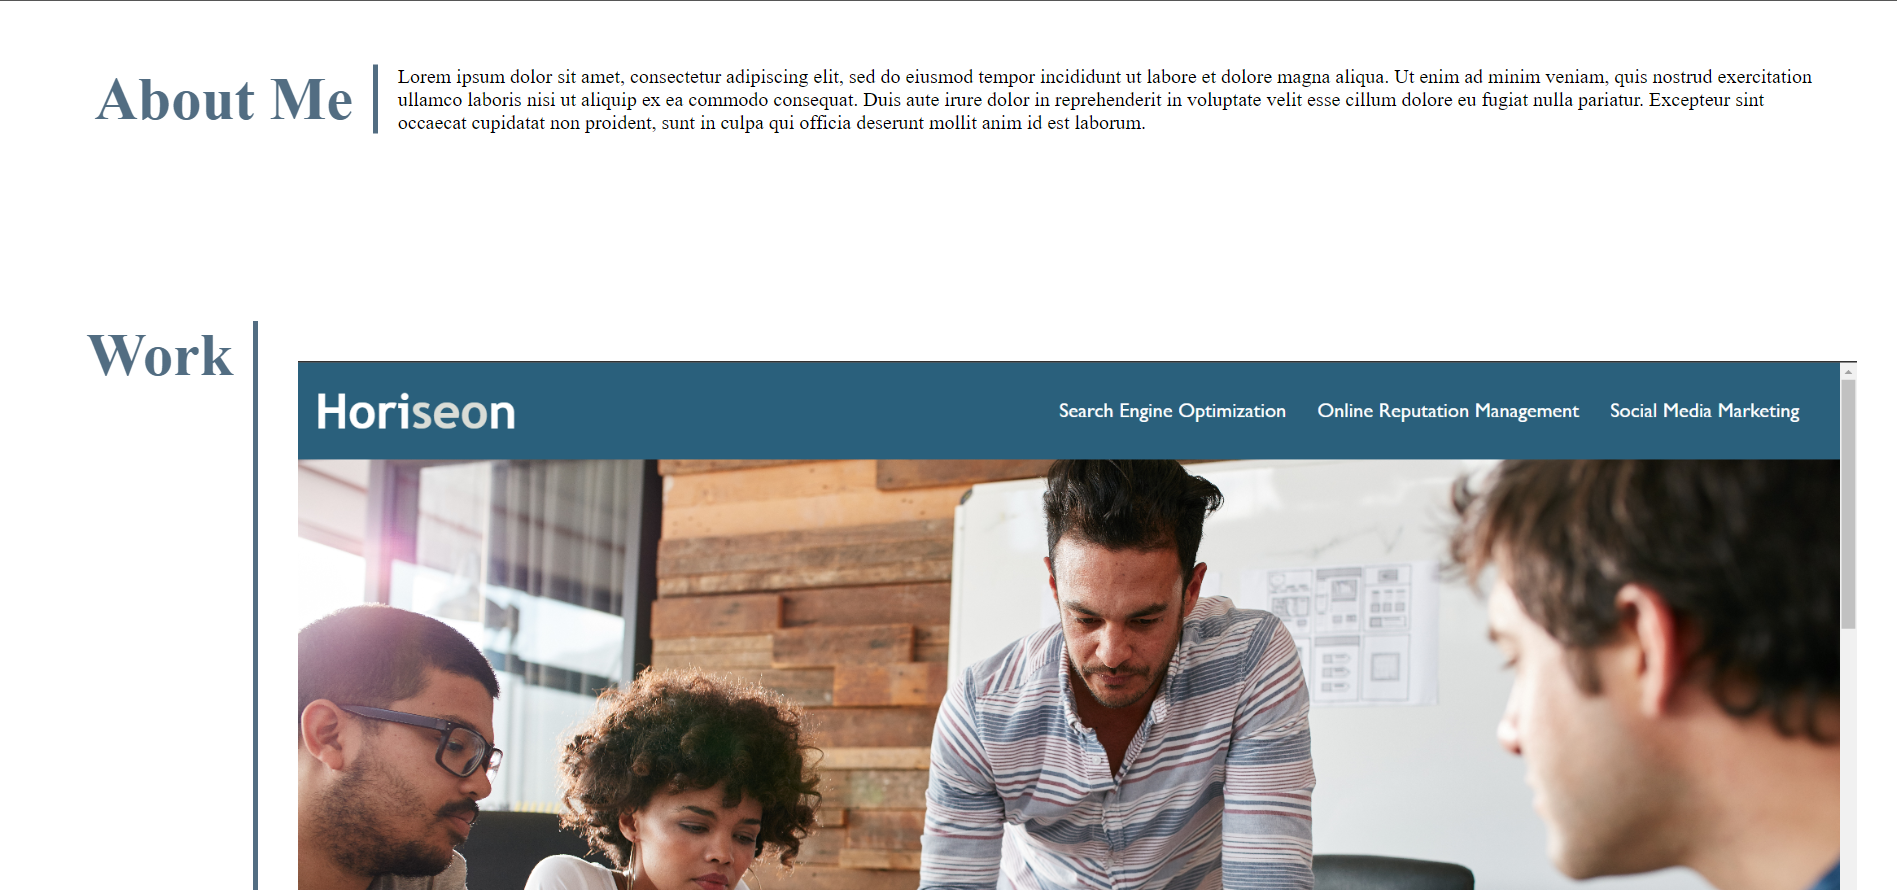 About Me
Lorem ipsum dolor sit amet, consectetur adipiscing elit, sed do eiusmod tempor incididunt ut labore et dolore magna aliqua. Ut enim ad minim veniam, quis nostrud exercitation
ullamco laboris nisi ut aliquip ex ea commodo consequat. Duis aute irure dolor in reprehenderit in voluptate velit esse cillum dolore eu fugiat nulla pariatur. Excepteur sint
occaecat cupidatat non proident, sunt in culpa qui officia deserunt mollit anim id est laborum.
Work
Horiseon
Search Engine Optimization
Online Reputation Management
Social Media Marketing